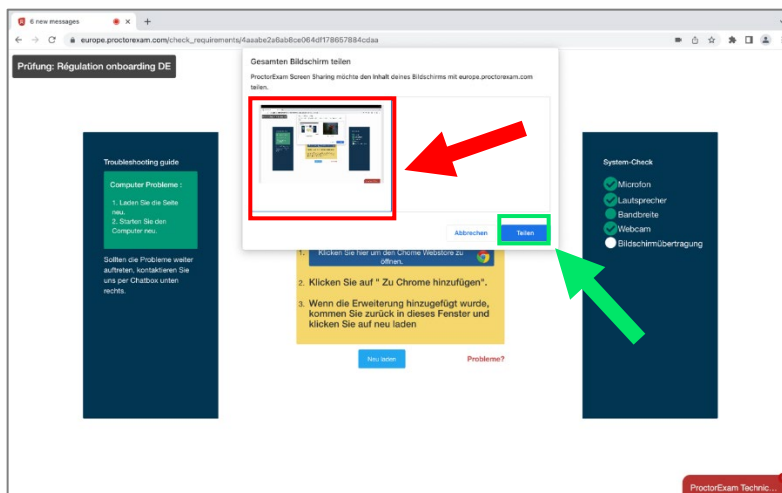 6 new messages
europe.proctorexam.com/check_requirements/4aaabe2a6ab8ce064df178657884cdaa
Prüfung: Régulation onboarding DE
Gesamten Bildschirm teilen
ProctorExam Screen Sharing möchte den Inhalt deines Bildschirms mit europe.proctorexam.com
teilen.
Abbrechen
Teilen
Troubleshooting guide
Computer Probleme :
1. Laden Sie die Seite
neu.
2. Starten Sie den
Computer neu.
Sollten die Probleme weiter
auftreten, kontaktieren Sie
uns per Chatbox unten
rechts.
1. Klicken Sie hier um den Chome Webstore zu
öffnen.
2. Klicken Sie auf " Zu Chrome hinzufügen".
3. Wenn die Erweiterung hinzugefügt wurde,
kommen Sie zurück in dieses Fenster und
klicken Sie auf neu laden
Neu laden
Probleme?
System-Check
Microfon
Lautsprecher
Bandbreite
Webcam
Bildschirmübertragung
ProctorExam Technic...